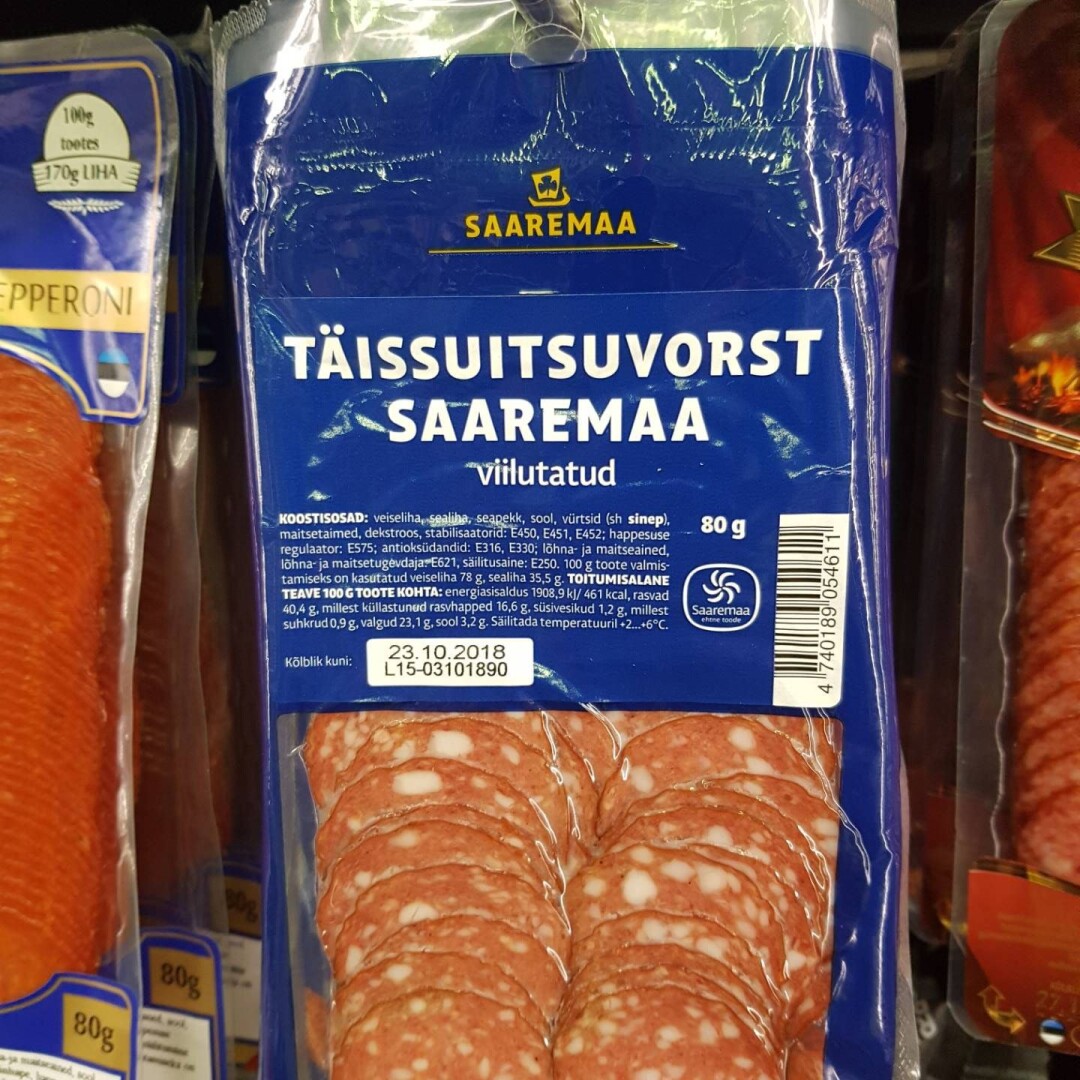 100g
tootes
170g LIHA
EPPERONI
80g
80g
SAAREMAA
TÄISSUITSUVORST
SAAREMAA
viilutatud
KOOSTISOSAD: veiseliha, sealiha, seapekk, sool, vürtsid (sh sinep),
maitsetaimed, dekstroos, stabilisaatorid: E450, E451, E452; happesuse
regulaator: E575; antioksüdandid: E316, E330; lõhna- ja maitseained,
lõhna- ja maitsetugevdaja: E621, säilitusaine: E250. 100 g toote valmis-
tamiseks on kasutatud veiseliha 78 g, sealiha 35,5 g. TOITUMISALANE
TEAVE 100 G TOOTE KOHTA: energiasisaldus 1908,9 kJ/ 461 kcal, rasvad
40,4 g, millest küllastunud rasvhapped 16,6 g, süsivesikud 1,2 g, millest
suhkrud 0,9 g, valgud 23,1 g, sool 3,2 g. Säilitada temperatuuril +2...+6°C.
80 g
Saaremaa
ehtne toode
Kõlblik kuni:
23.10.2018
L15-03101890
4 740189 054611